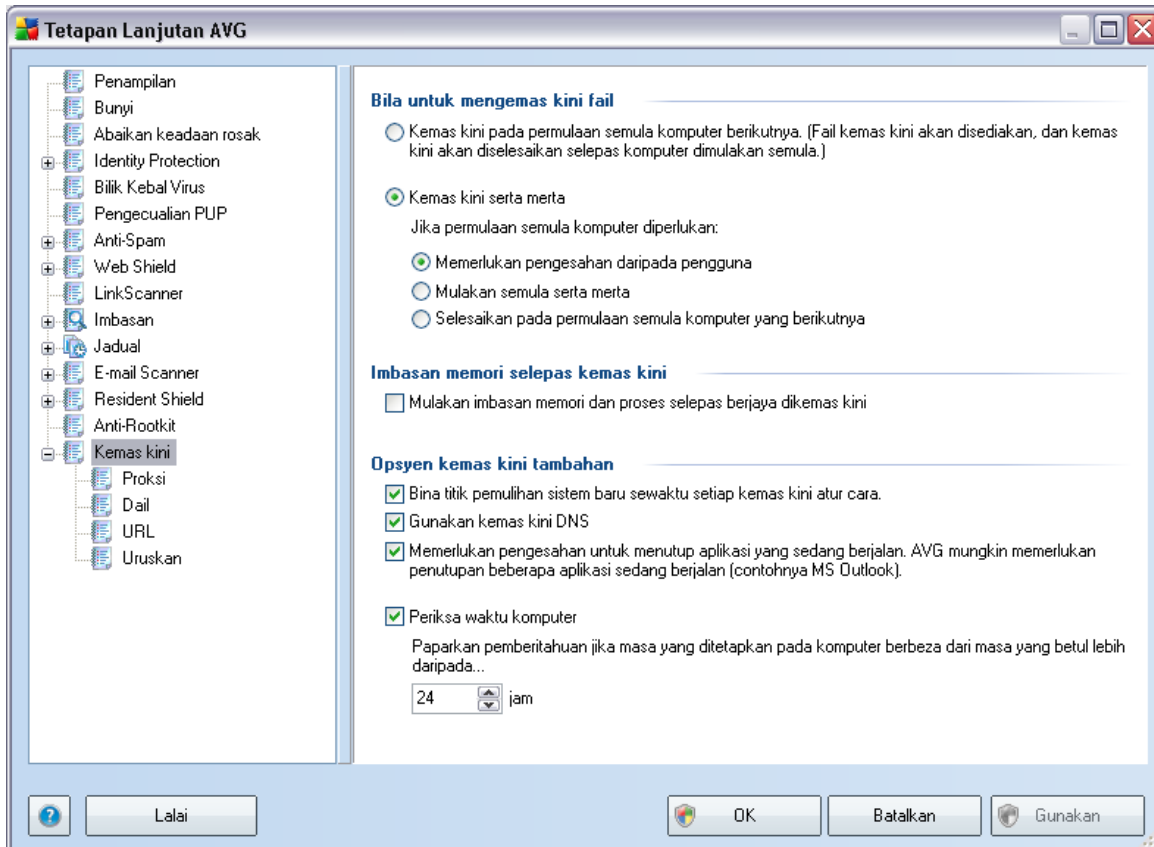 Tetapan Lanjutan AVG
Penampilan
Bunyi
Abaikan keadaan rosak
Identity Protection
Bilik Kebal Virus
Pengecualian PUP
Anti-Spam
Web Shield
LinkScanner
Imbasan
Jadual
E-mail Scanner
Resident Shield
Anti-Rootkit
Kemas kini
Proksi
Dail
URL
Uruskan
Bila untuk mengemas kini fail
Kemas kini pada permulaan semula komputer berikutnya. (Fail kemas kini akan disediakan, dan kemas
kini akan diselesaikan selepas komputer dimulakan semula.)
Kemas kini serta merta
Jika permulaan semula komputer diperlukan:
Memerlukan pengesahan daripada pengguna
Mulakan semula serta merta
Selesaikan pada permulaan semula komputer yang berikutnya
Imbasan memori selepas kemas kini
Mulakan imbasan memori dan proses selepas berjaya dikemas kini
Opsyen kemas kini tambahan
Bina titik pemulihan sistem baru sewaktu setiap kemas kini atur cara.
Gunakan kemas kini DNS
Memerlukan pengesahan untuk menutup aplikasi yang sedang berjalan. AVG mungkin memerlukan
penutupan beberapa aplikasi sedang berjalan (contohnya MS Outlook).
Periksa waktu komputer
Paparkan pemberitahuan jika masa yang ditetapkan pada komputer berbeza dari masa yang betul lebih
daripada...
24 jam
? Lalai OK Batalkan Gunakan